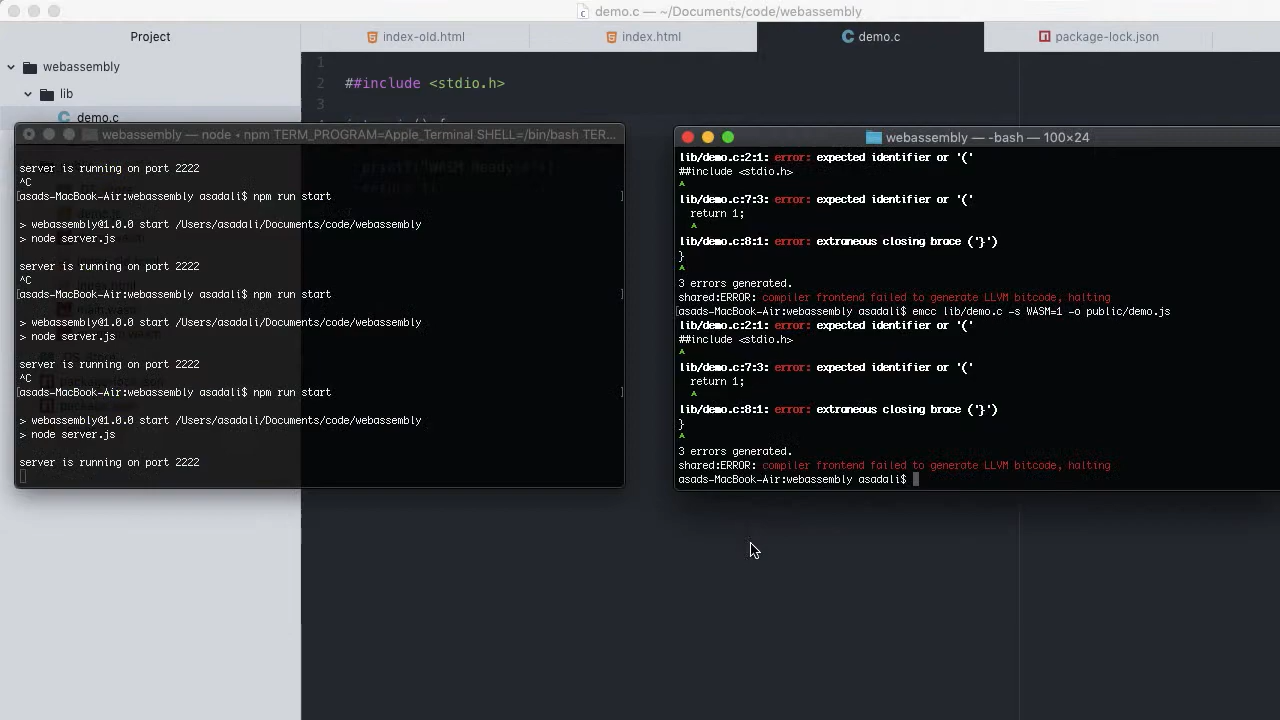 demo.c — ~/Documents/code/webassembly
Project
index-old.html
index.html
demo.c
package-lock.json
webassembly
lib
demo.c
1
2
##include <stdio.h>
3
webassembly — node ◂ npm TERM_PROGRAM=Apple_Terminal SHELL=/bin/bash TER...
server is running on port 2222
^C
[asads-MacBook-Air:webassembly asadali$ npm run start ]
> webassembly@1.0.0 start /Users/asadali/Documents/code/webassembly
> node server.js
server is running on port 2222
^C
[asads-MacBook-Air:webassembly asadali$ npm run start ]
> webassembly@1.0.0 start /Users/asadali/Documents/code/webassembly
> node server.js
server is running on port 2222
^C
[asads-MacBook-Air:webassembly asadali$ npm run start ]
> webassembly@1.0.0 start /Users/asadali/Documents/code/webassembly
> node server.js
server is running on port 2222
webassembly — -bash — 100×24
lib/demo.c:2:1: error: expected identifier or '('
##include <stdio.h>
^
lib/demo.c:7:3: error: expected identifier or '('
return 1;
^
lib/demo.c:8:1: error: extraneous closing brace ('}')
}
^
3 errors generated.
shared:ERROR: compiler frontend failed to generate LLVM bitcode, halting
[asads-MacBook-Air:webassembly asadali$ emcc lib/demo.c -s WASM=1 -o public/demo.js
lib/demo.c:2:1: error: expected identifier or '('
##include <stdio.h>
^
lib/demo.c:7:3: error: expected identifier or '('
return 1;
^
lib/demo.c:8:1: error: extraneous closing brace ('}')
}
^
3 errors generated.
shared:ERROR: compiler frontend failed to generate LLVM bitcode, halting
asads-MacBook-Air:webassembly asadali$